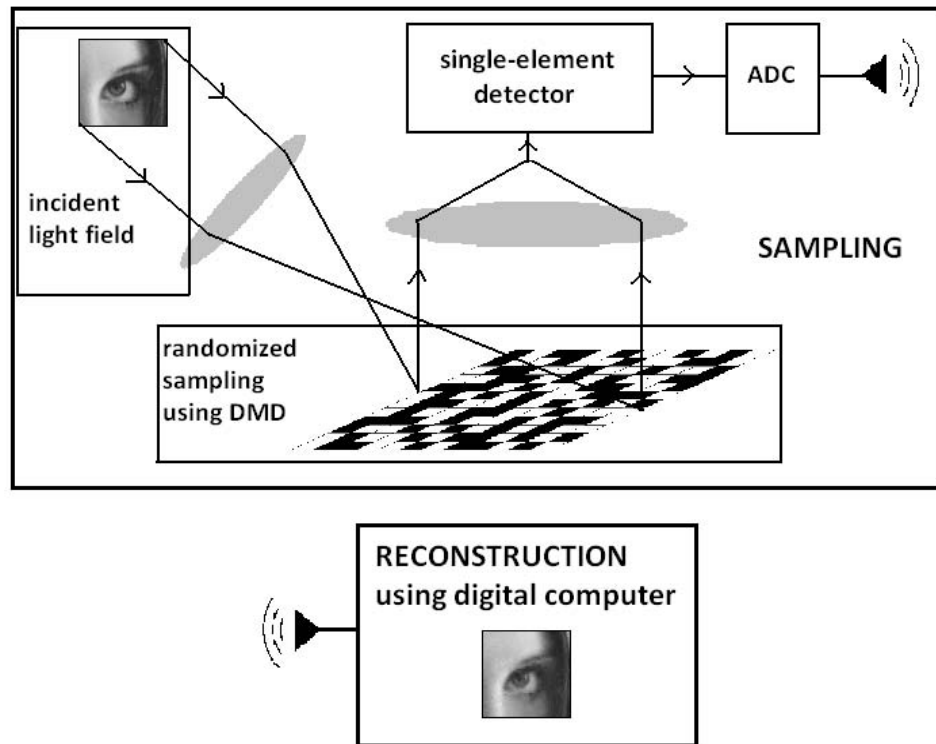 single-element
detector
ADC
incident
light field
SAMPLING
randomized
sampling
using DMD
RECONSTRUCTION
using digital computer